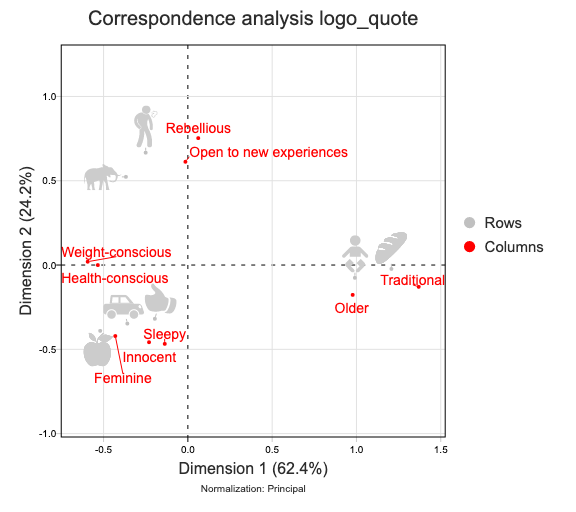 Correspondence analysis logo_quote
Dimension 2 (24.2%)
1.0
0.5
0.0
-0.5
-1.0
Rebellious
Open to new experiences
Weight-conscious
Health-conscious
Traditional
Older
Sleepy
Innocent
Feminine
Rows
Columns
-0.5 0.0 0.5 1.0 1.5
Dimension 1 (62.4%)
Normalization: Principal